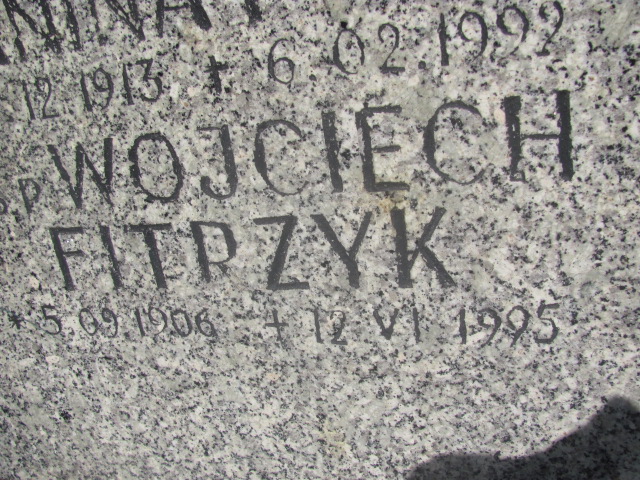 12 1913 + 6.02.1992
ŚP WOJCIECH
FITRZYK
* 5 09 1906 + 12 VI 1995